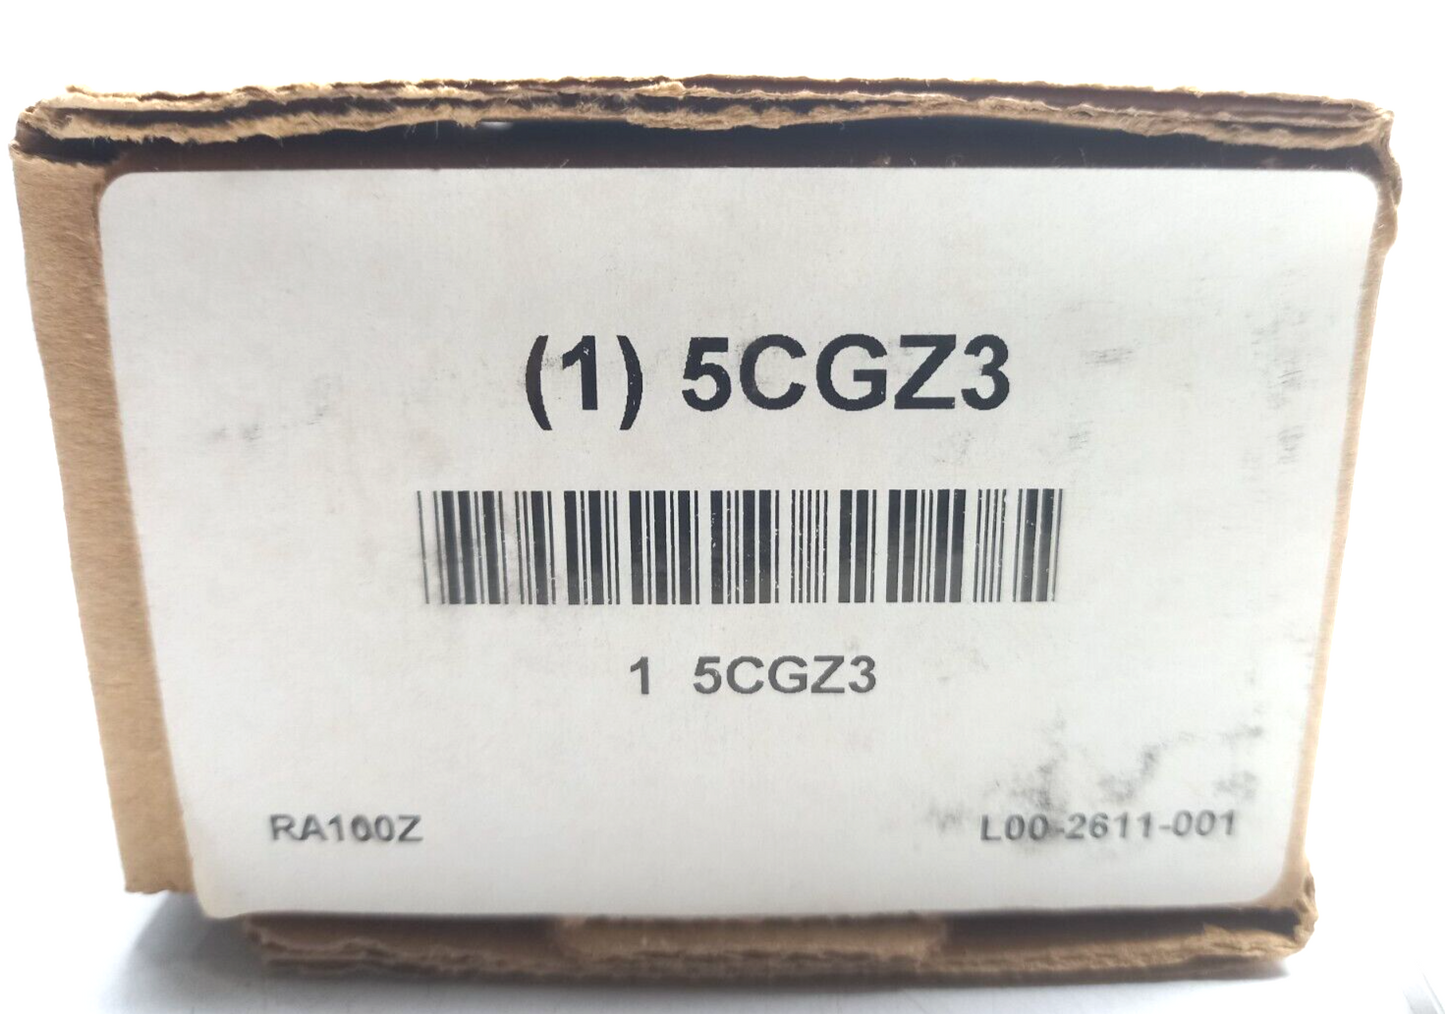 (1) 5CGZ3
1 5CGZ3
RA100Z
L00-2611-001